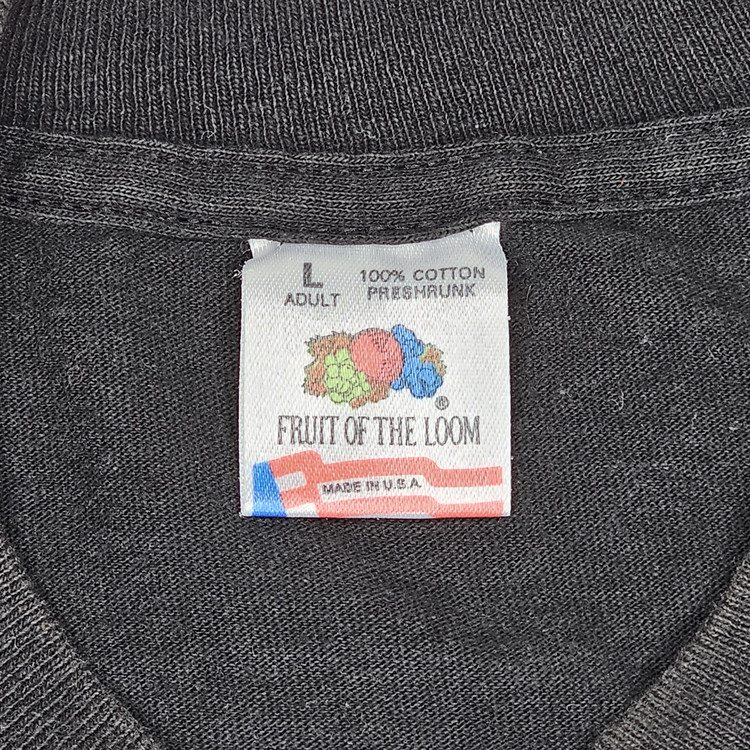 L 100% COTTON
ADULT PRESHRUNK
®
FRUIT OF THE LOOM
MADE IN U.S.A.